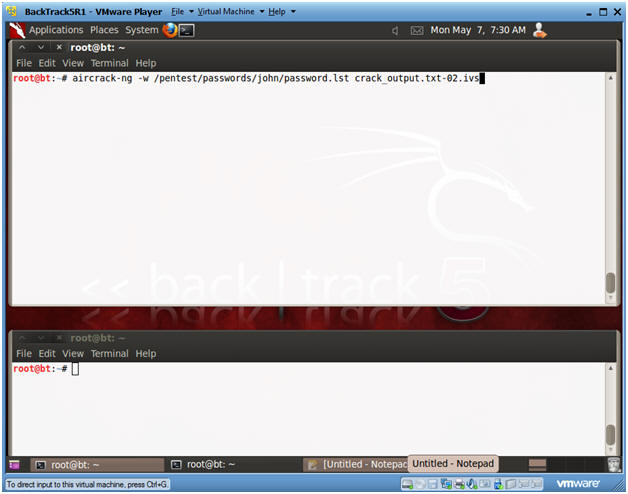 BackTrack5R1 - VMware Player File Virtual Machine Help
Applications Places System Mon May 7, 7:30 AM
root@bt: ~
File Edit View Terminal Help
root@bt:~# aircrack-ng -w /pentest/passwords/john/password.lst crack_output.txt-02.ivs
<< back | track 5
root@bt: ~
File Edit View Terminal Help
root@bt:~#
root@bt: ~
root@bt: ~
[Untitled - Notepad
Untitled - Notepad
To direct input to this virtual machine, press Ctrl+G.
vmware